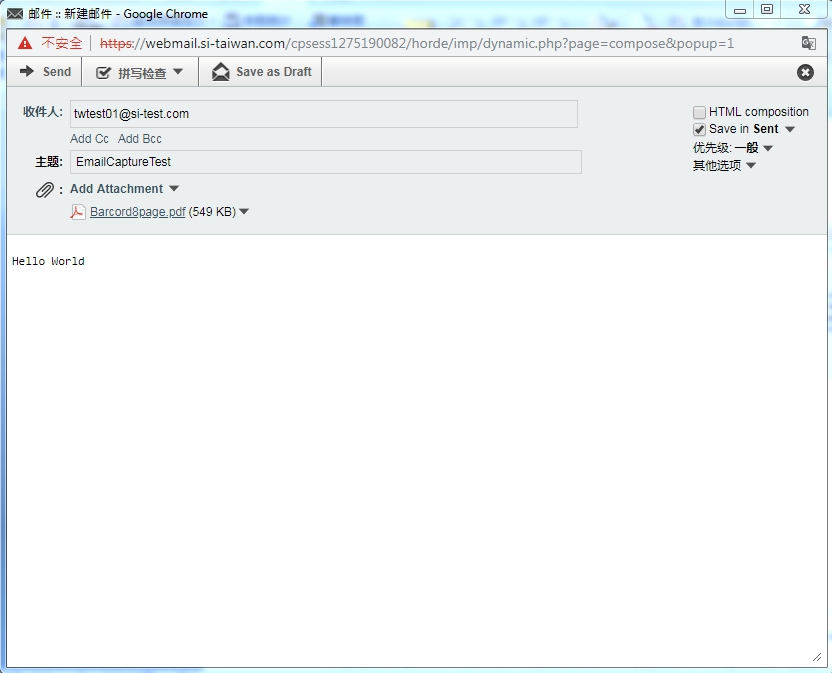 邮件 :: 新建邮件 - Google Chrome
不安全 https://webmail.si-taiwan.com/cpsess1275190082/horde/imp/dynamic.php?page=compose&popup=1
Send 拼写检查 Save as Draft
收件人: twtest01@si-test.com
HTML composition
Add Cc Add Bcc
Save in Sent
主题: EmailCaptureTest
优先级: 一般
其他选项
: Add Attachment
Barcord8page.pdf (549 KB)
Hello World